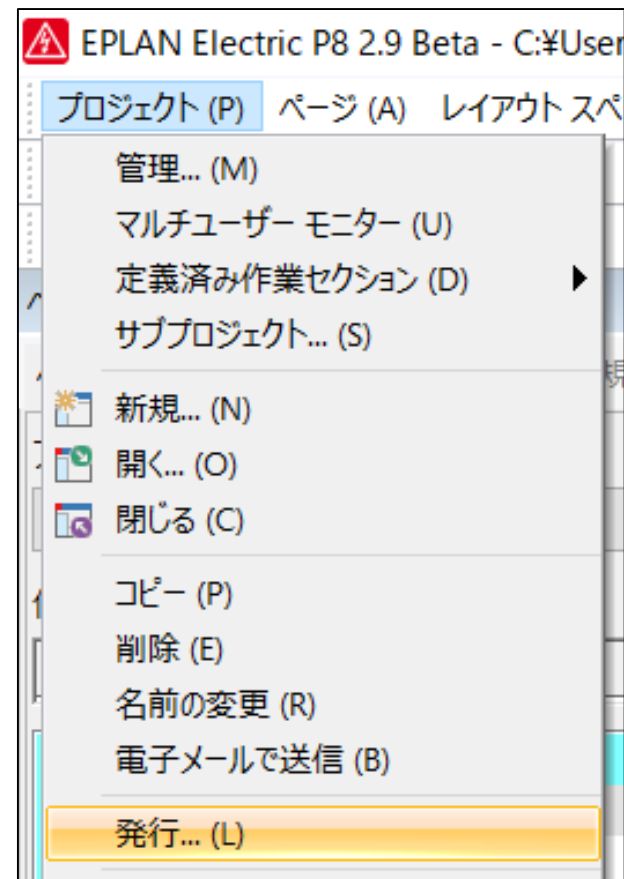 EPLAN Electric P8 2.9 Beta - C:¥User
プロジェクト (P) ページ (A) レイアウト スペ
管理... (M)
マルチユーザー モニター (U)
定義済み作業セクション (D)
サブプロジェクト... (S)
新規... (N)
開く... (O)
閉じる (C)
コピー (P)
削除 (E)
名前の変更 (R)
電子メールで送信 (B)
発行... (L)